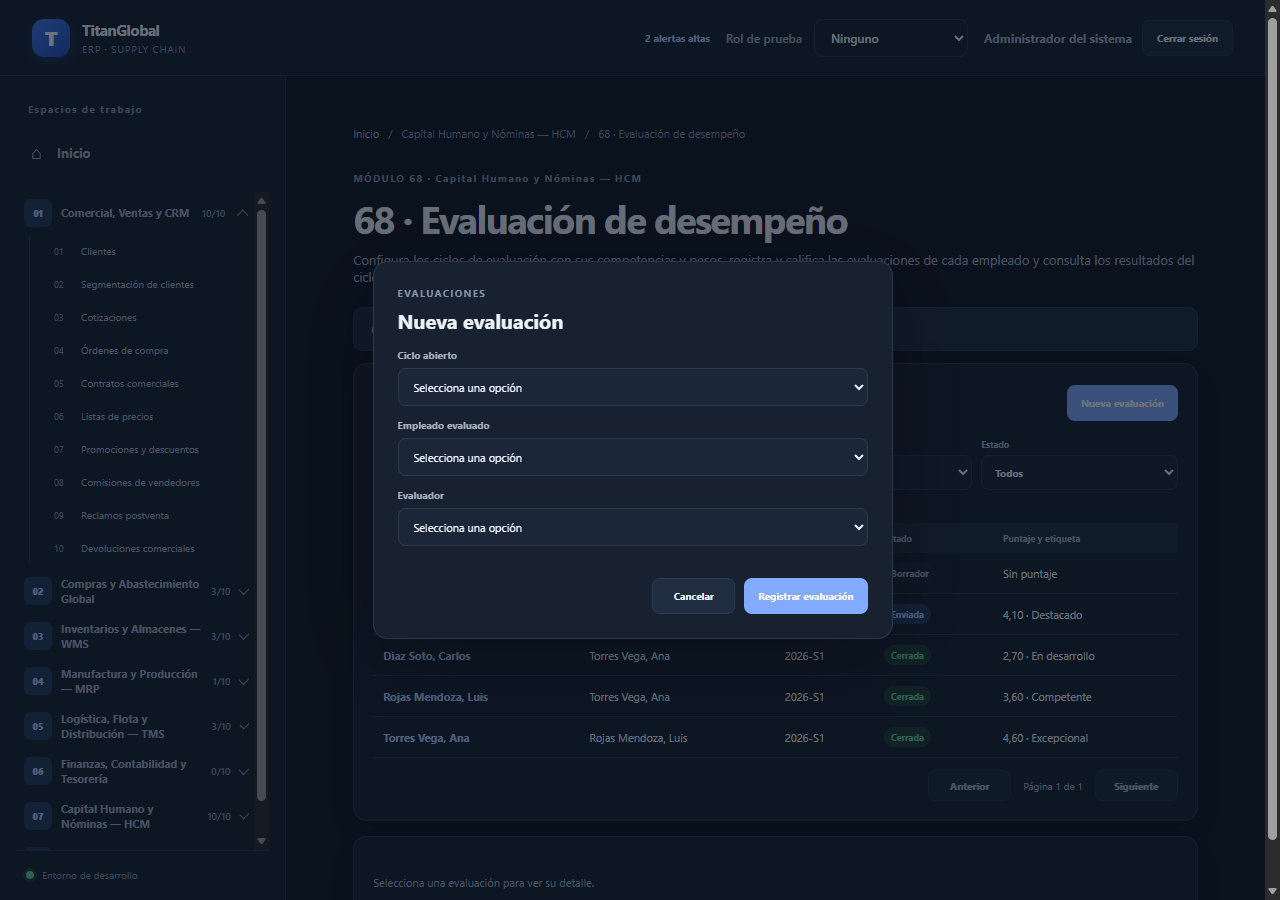 T
TitanGlobal
ERP · SUPPLY CHAIN
2 alertas altas
Rol de prueba
Ninguno
Administrador del sistema
Cerrar sesión
Espacios de trabajo
Inicio
01 Comercial, Ventas y CRM 10/10
01 Clientes
02 Segmentación de clientes
03 Cotizaciones
04 Órdenes de compra
05 Contratos comerciales
06 Listas de precios
07 Promociones y descuentos
08 Comisiones de vendedores
09 Reclamos postventa
10 Devoluciones comerciales
02 Compras y Abastecimiento Global 3/10
03 Inventarios y Almacenes — WMS 3/10
04 Manufactura y Producción — MRP 1/10
05 Logística, Flota y Distribución — TMS 3/10
06 Finanzas, Contabilidad y Tesorería 0/10
07 Capital Humano y Nóminas — HCM 10/10
Entorno de desarrollo
Inicio / Capital Humano y Nóminas — HCM / 68 · Evaluación de desempeño
MÓDULO 68 · Capital Humano y Nóminas — HCM
68 · Evaluación de desempeño
Configura los ciclos de evaluación con sus competencias y pesos, registra y califica las evaluaciones de cada empleado y consulta los resultados del
EVALUACIONES
Nueva evaluación
Ciclo abierto
Selecciona una opción
Empleado evaluado
Selecciona una opción
Evaluador
Selecciona una opción
Cancelar
Registrar evaluación
Nueva evaluación
Estado
Todos
Puntaje y etiqueta
Borrador Sin puntaje
Enviada 4,10 · Destacado
Diaz Soto, Carlos Torres Vega, Ana 2026-S1 Cerrada 2,70 · En desarrollo
Rojas Mendoza, Luis Torres Vega, Ana 2026-S1 Cerrada 3,60 · Competente
Torres Vega, Ana Rojas Mendoza, Luis 2026-S1 Cerrada 4,60 · Excepcional
Anterior
Página 1 de 1
Siguiente
Selecciona una evaluación para ver su detalle.